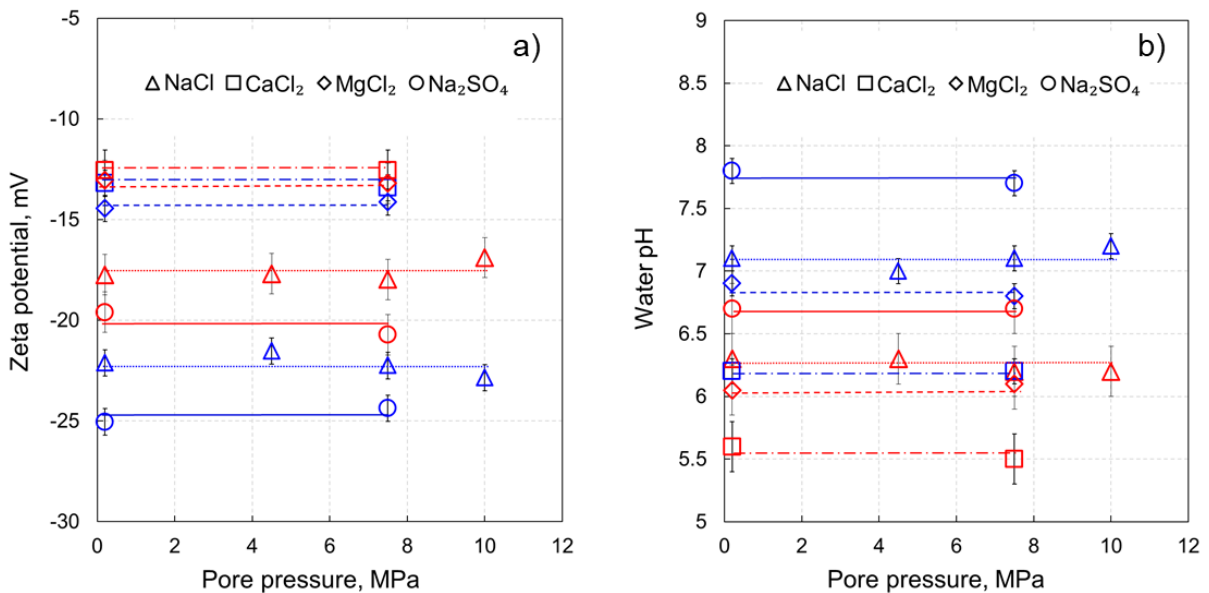 a)
NaCl CaCl₂ MgCl₂ Na₂SO₄
Zeta potential, mV
-5
-10
-15
-20
-25
-30
0 2 4 6 8 10 12
Pore pressure, MPa
b)
NaCl CaCl₂ MgCl₂ Na₂SO₄
Water pH
9
8.5
8
7.5
7
6.5
6
5.5
5
0 2 4 6 8 10 12
Pore pressure, MPa